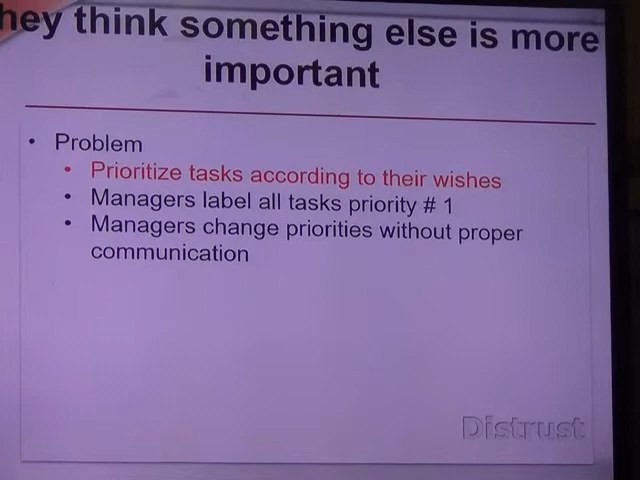 hey think something else is more
important
• Problem
• Prioritize tasks according to their wishes
• Managers label all tasks priority # 1
• Managers change priorities without proper
communication
Distrust